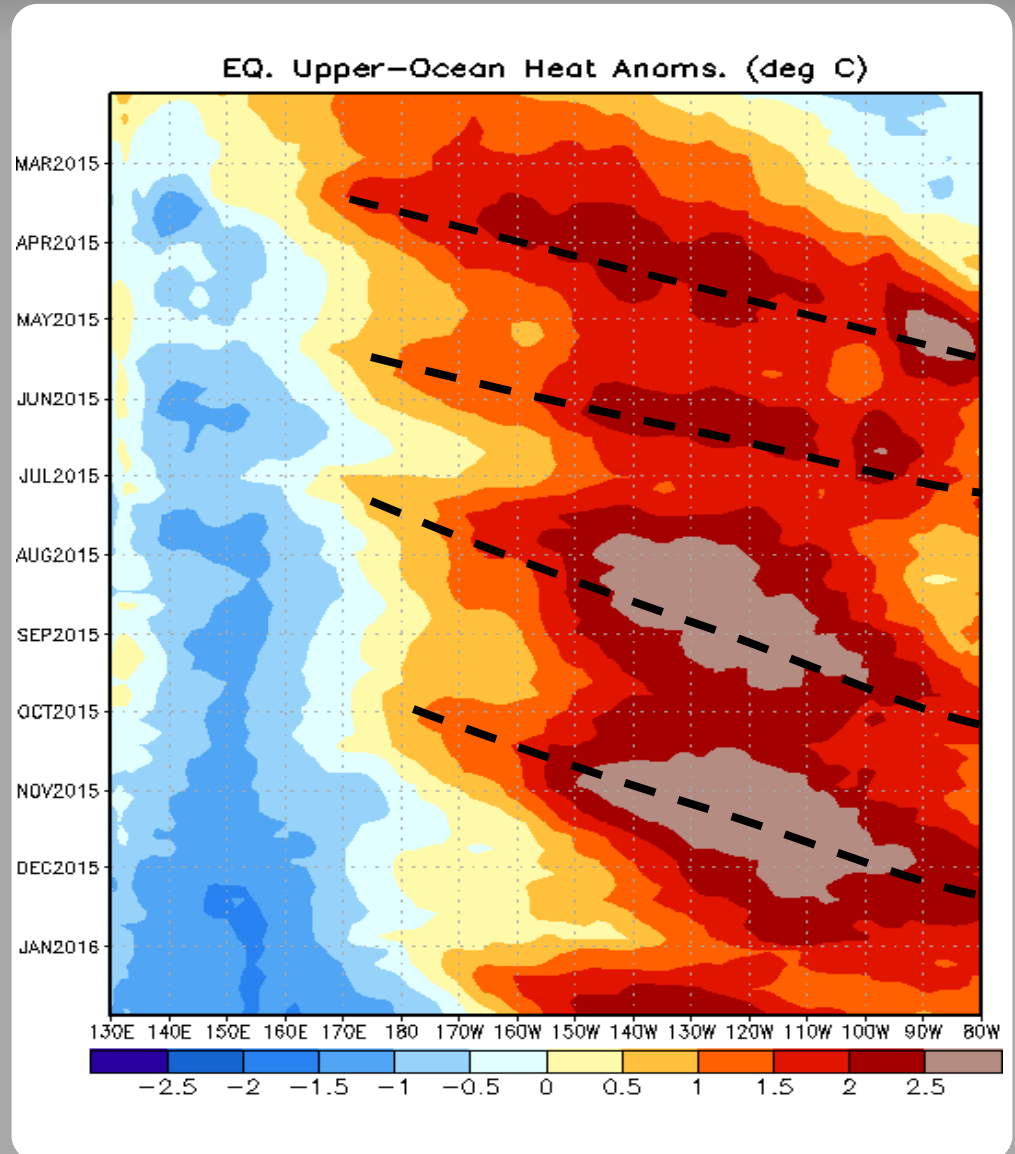 EQ. Upper-Ocean Heat Anoms. (deg C)
MAR2015
APR2015
MAY2015
JUN2015
JUL2015
AUG2015
SEP2015
OCT2015
NOV2015
DEC2015
JAN2016
130E 140E 150E 160E 170E 180 170W 160W 150W 140W 130W 120W 110W 100W 90W 80W
-2.5 -2 -1.5 -1 -0.5 0 0.5 1 1.5 2 2.5